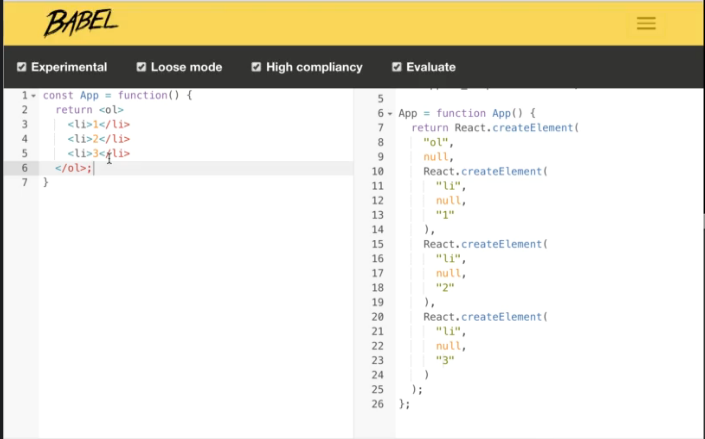 BABEL
Experimental Loose mode High compliancy Evaluate
1 const App = function() {
2 return <ol>
3 <li>1</li>
4 <li>2</li>
5 <li>3</li>
6 </ol>;
7 }
5
6 App = function App() {
7 return React.createElement(
8 "ol",
9 null,
10 React.createElement(
11 "li",
12 null,
13 "1"
14 ),
15 React.createElement(
16 "li",
17 null,
18 "2"
19 ),
20 React.createElement(
21 "li",
22 null,
23 "3"
24 )
25 );
26 };